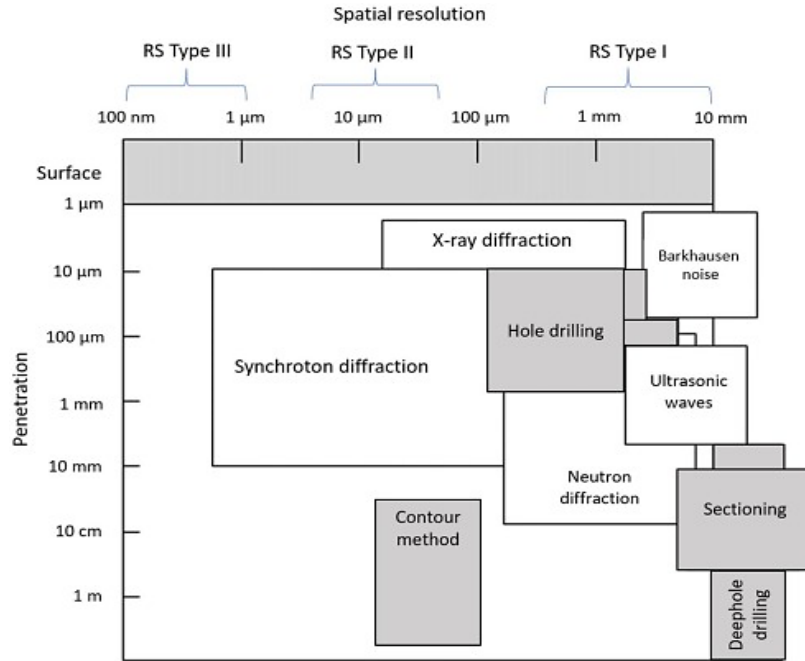 Spatial resolution
RS Type III
RS Type II
RS Type I
100 nm
1 µm
10 µm
100 µm
1 mm
10 mm
Surface
1 µm
X-ray diffraction
Barkhausen
noise
10 µm
Hole drilling
100 µm
Synchroton diffraction
Ultrasonic
waves
Penetration
1 mm
10 mm
Neutron
diffraction
Sectioning
Contour
method
10 cm
1 m
Deephole
drilling